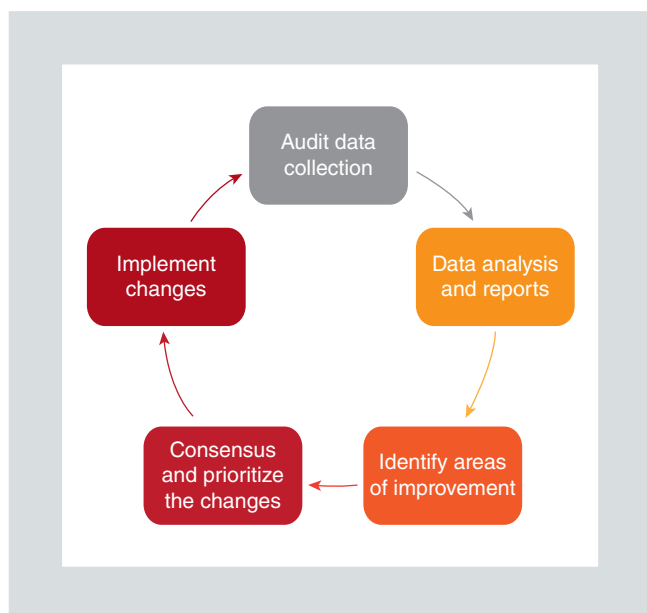 Audit data
collection
Data analysis
and reports
Identify areas
of improvement
Consensus
and prioritize
the changes
Implement
changes